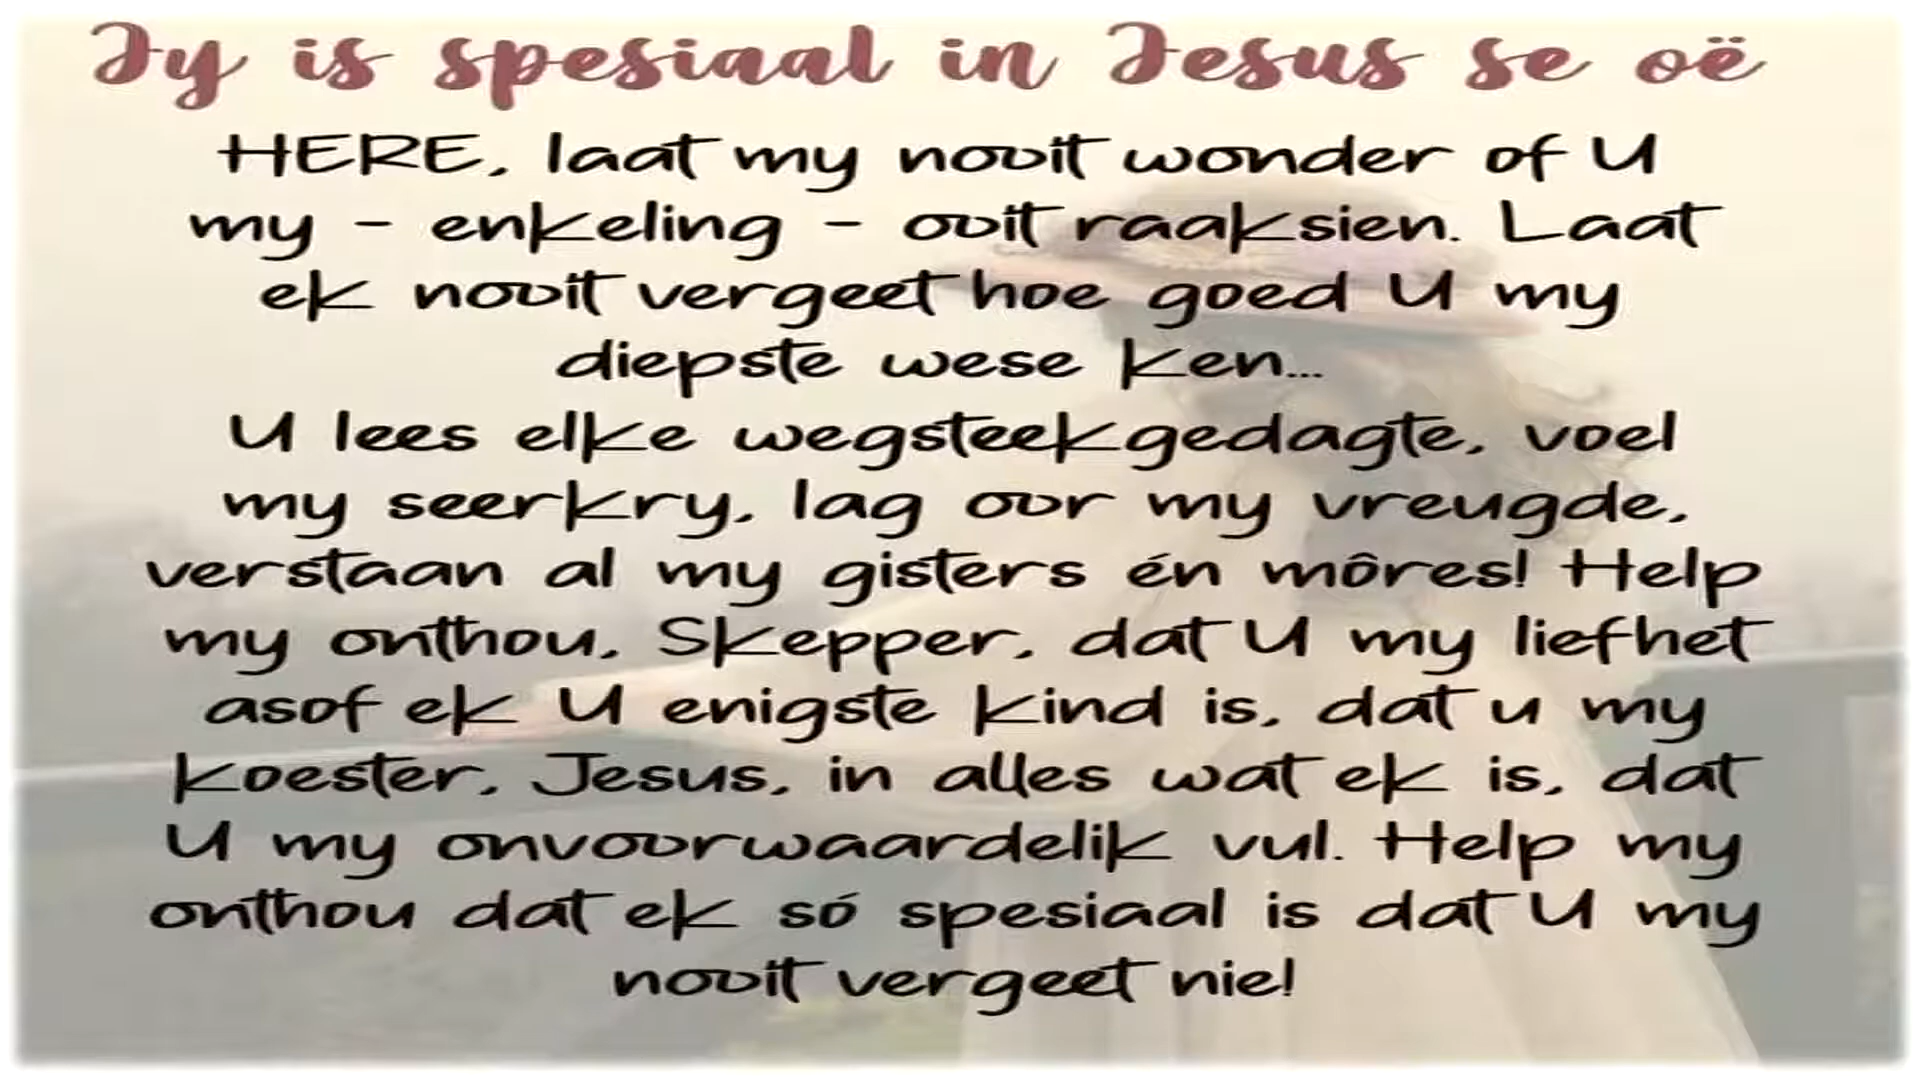 Jy is spesiaal in Jesus se oë
HERE, laat my nooit wonder of U
my - enkeling - ooit raaksien. Laat
ek nooit vergeet hoe goed U my
diepste wese ken...
U lees elke wegsteekgedagte, voel
my seerkry, lag oor my vreugde,
verstaan al my gisters én môres! Help
my onthou, Skepper, dat U my liefhet
asof ek U enigste kind is, dat u my
koester, Jesus, in alles wat ek is, dat
U my onvoorwaardelik vul. Help my
onthou dat ek só spesiaal is dat U my
nooit vergeet nie!